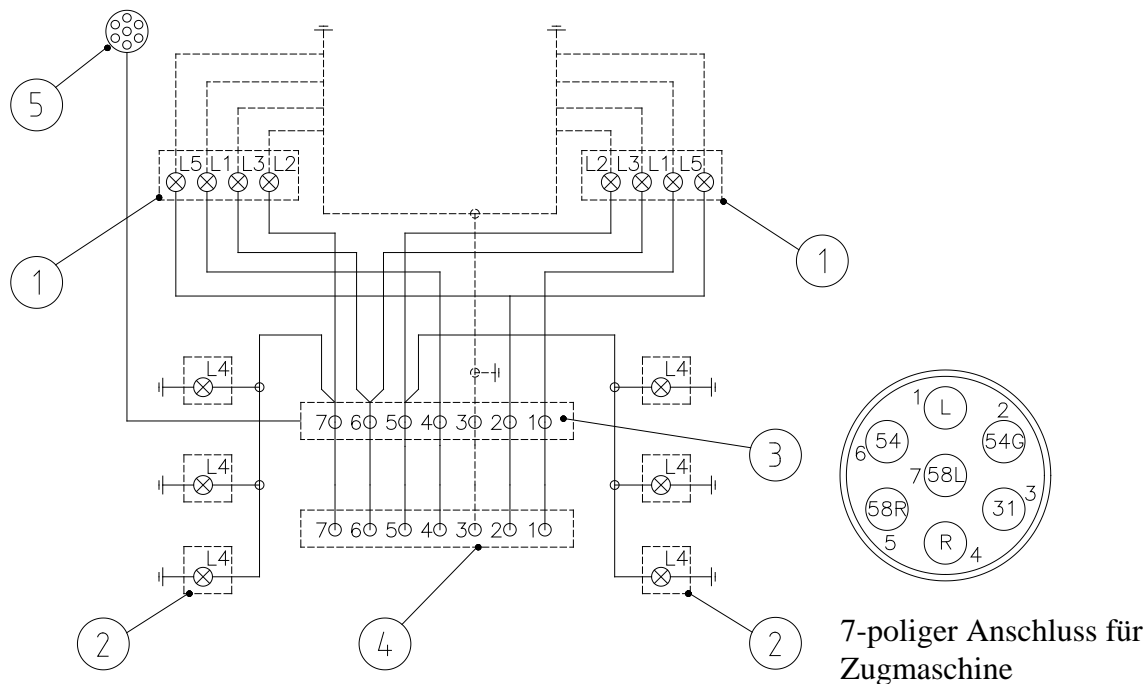 5
L5 L1 L3 L2
L2 L3 L1 L5
1
1
L4
L4
7 6 5 4 3 2 1
3
L4
L4
7 6 5 4 3 2 1
L4
L4
2
4
2
1 L
2
54
54G
6
7 58L
3
58R
31
5
R
4
7-poliger Anschluss für
Zugmaschine